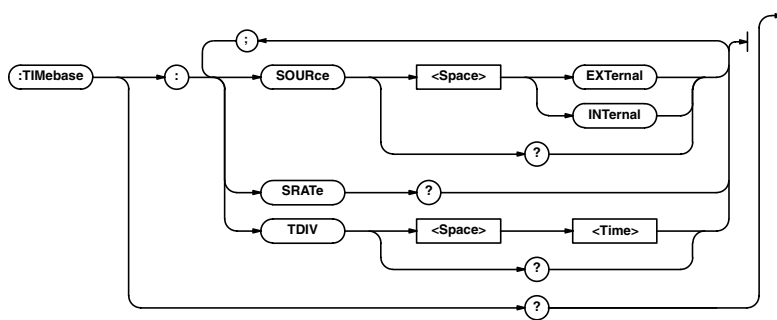 ;
:TIMebase : SOURce <Space> EXTernal
INTernal
?
SRATe ?
TDIV <Space> <Time>
?
?